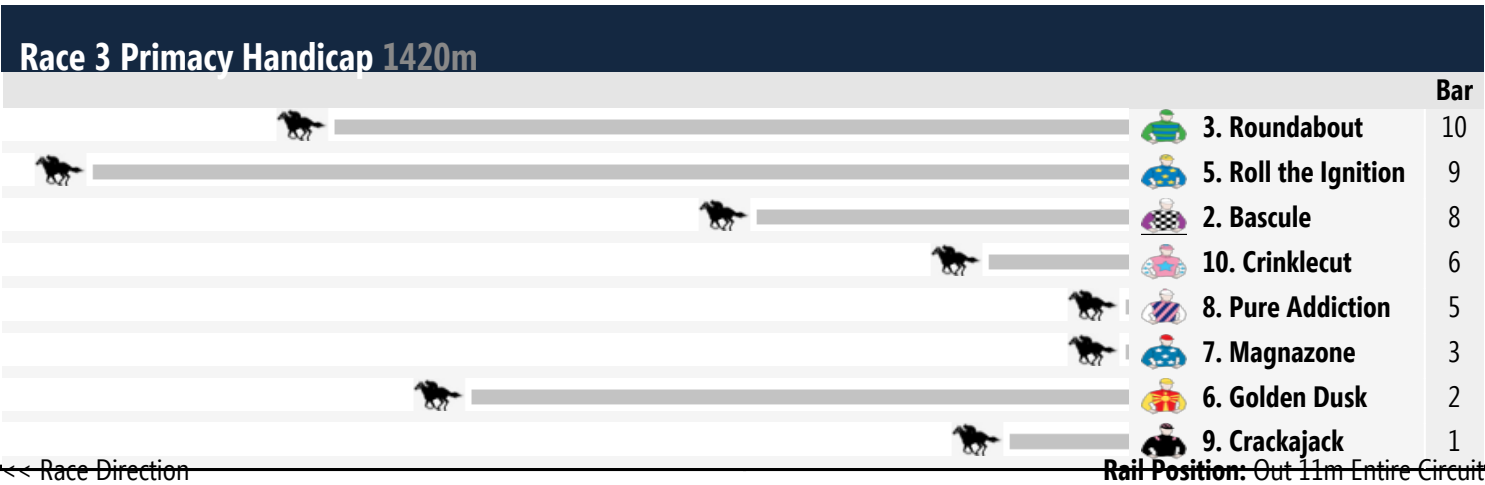 Race 3 Primacy Handicap 1420m
Bar
3. Roundabout 10
5. Roll the Ignition 9
2. Bascule 8
10. Crinklecut 6
8. Pure Addiction 5
7. Magnazone 3
6. Golden Dusk 2
9. Crackajack 1
<< Race Direction Rail Position: Out 11m Entire Circuit